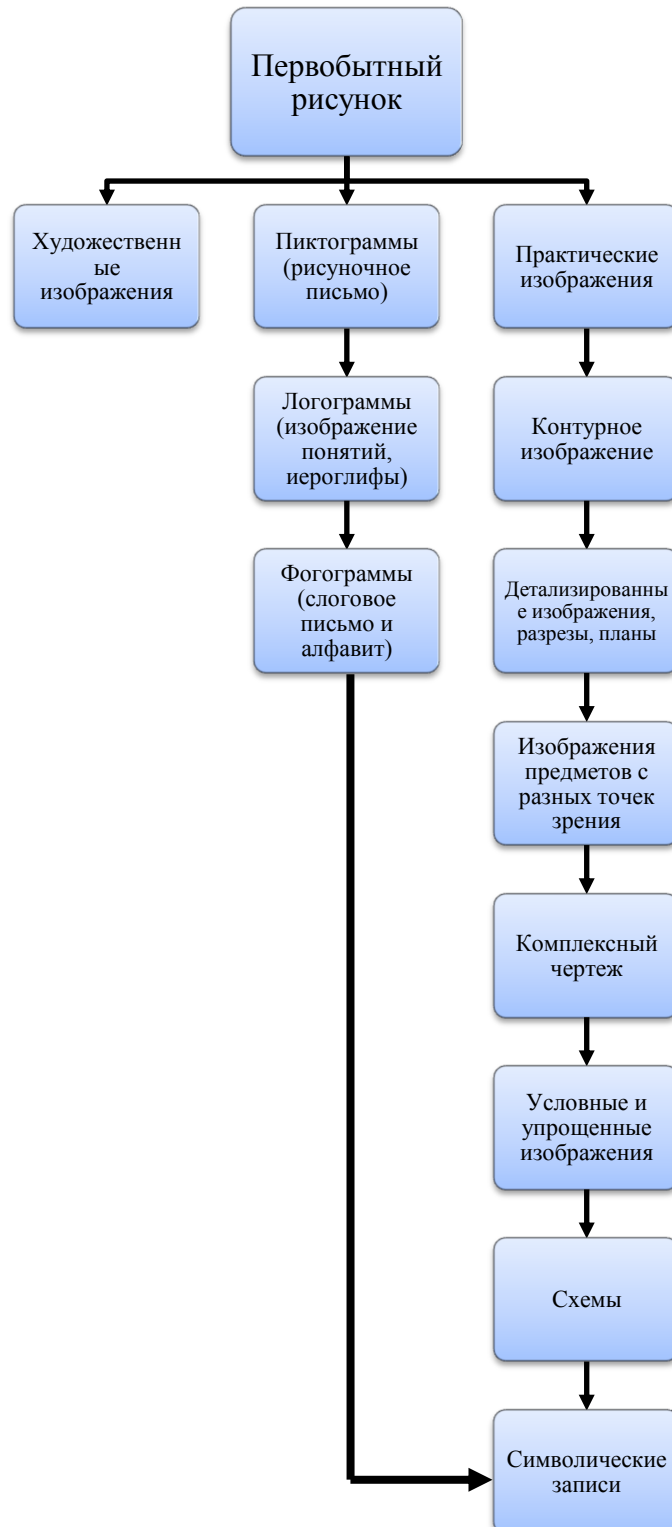 Первобытный
рисунок
Художественн
ые
изображения
Пиктограммы
(рисуночное
письмо)
Практические
изображения
Логограммы
(изображение
понятий,
иероглифы)
Контурное
изображение
Фогограммы
(слоговое
письмо и
алфавит)
Детализированны
е изображения,
разрезы, планы
Изображения
предметов с
разных точек
зрения
Комплексный
чертеж
Условные и
упрощенные
изображения
Схемы
Символические
записи